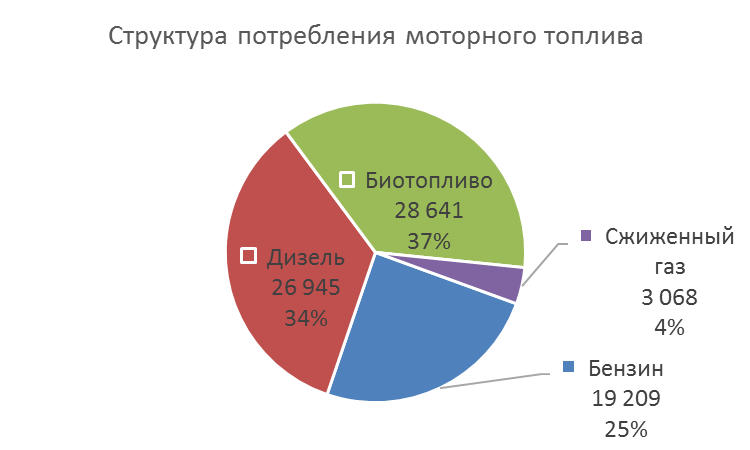 Структура потребления моторного топлива
Биотопливо
28 641
37%
Сжиженный
газ
3 068
4%
Дизель
26 945
34%
Бензин
19 209
25%